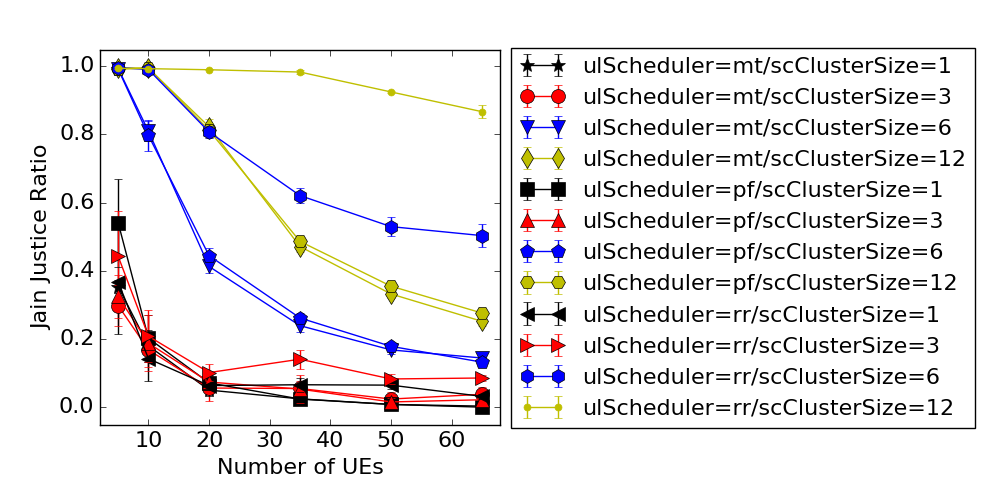 1.0
0.8
0.6
0.4
0.2
0.0
Jain Justice Ratio
10 20 30 40 50 60
Number of UEs
ulScheduler=mt/scClusterSize=1
ulScheduler=mt/scClusterSize=3
ulScheduler=mt/scClusterSize=6
ulScheduler=mt/scClusterSize=12
ulScheduler=pf/scClusterSize=1
ulScheduler=pf/scClusterSize=3
ulScheduler=pf/scClusterSize=6
ulScheduler=pf/scClusterSize=12
ulScheduler=rr/scClusterSize=1
ulScheduler=rr/scClusterSize=3
ulScheduler=rr/scClusterSize=6
ulScheduler=rr/scClusterSize=12